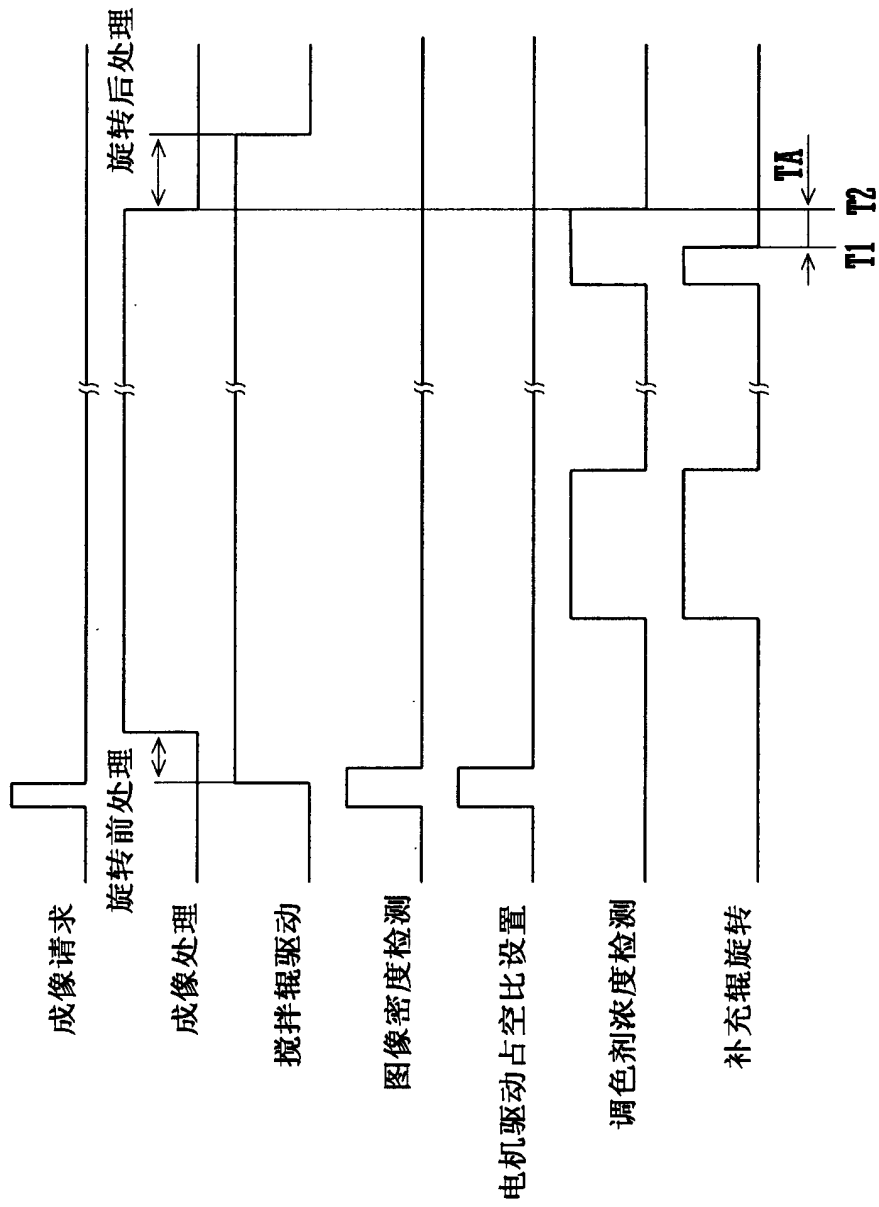 成像请求
旋转前处理
旋转后处理
成像处理
搅拌辊驱动
图像密度检测
电机驱动占空比设置
调色剂浓度检测
补充辊旋转
TA
T1
T2